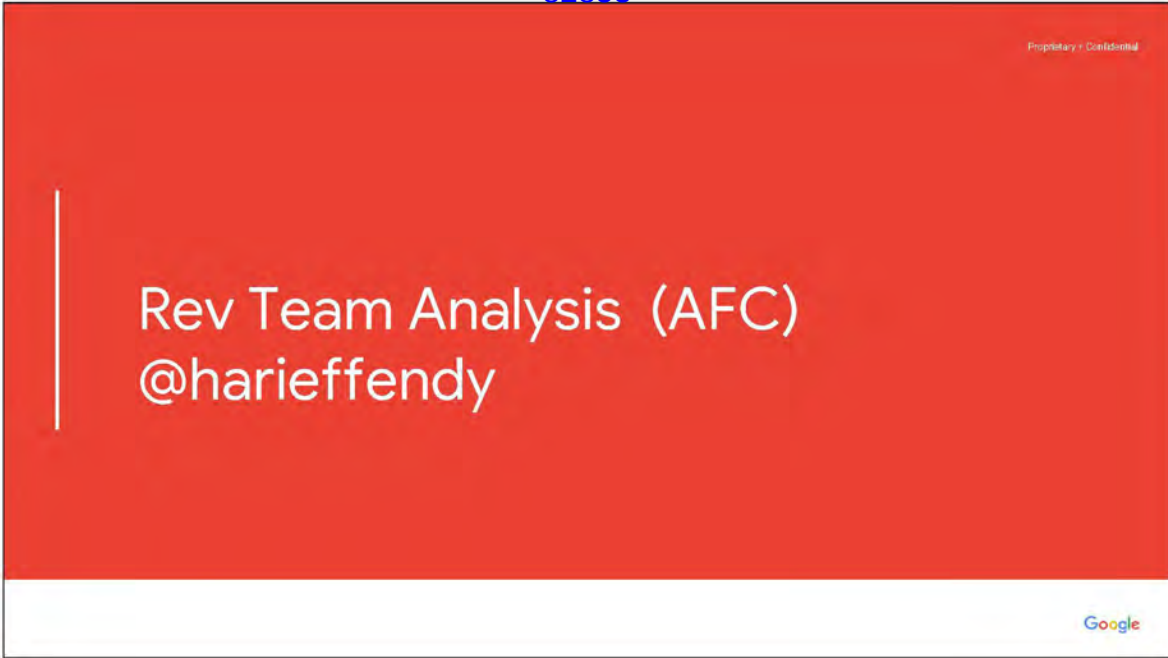 Proprietary + Confidential
Rev Team Analysis (AFC)
@harieffendy
Google